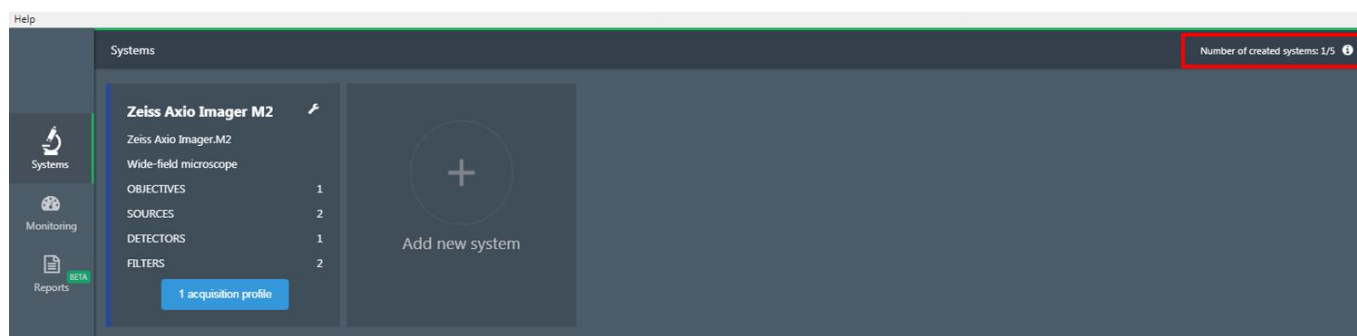 Help
Systems
Number of created systems: 1/5
Systems
Monitoring
Reports
BETA
Zeiss Axio Imager M2
Zeiss Axio Imager.M2
Wide-field microscope
OBJECTIVES 1
SOURCES 2
DETECTORS 1
FILTERS 2
1 acquisition profile
Add new system